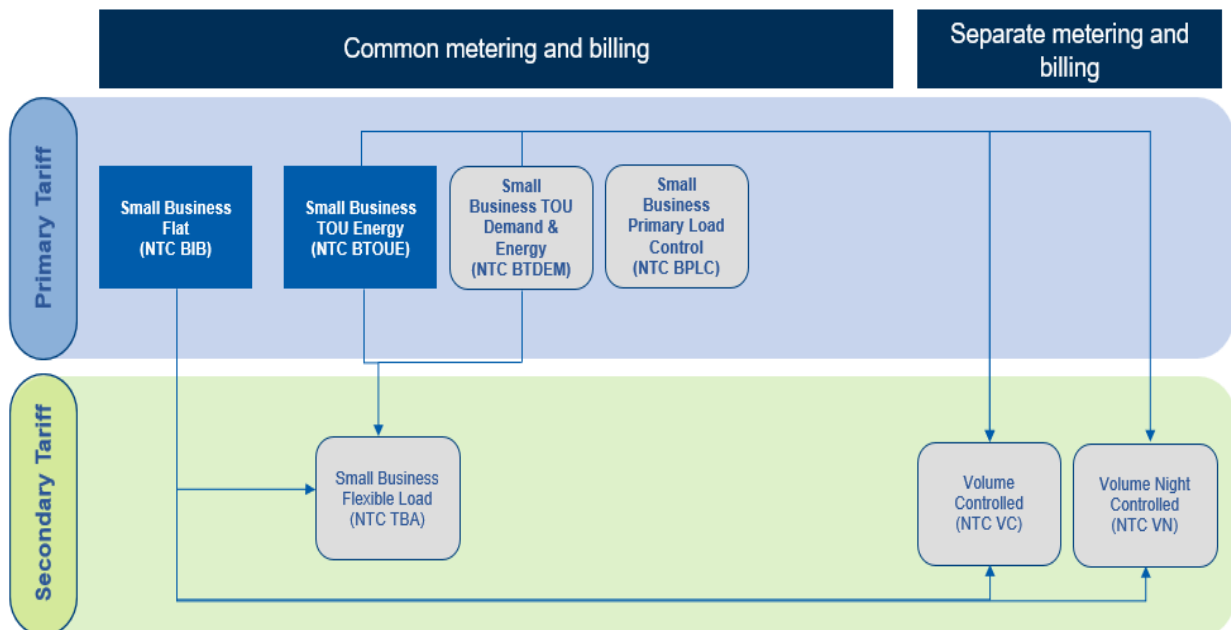 Common metering and billing
Separate metering and
billing
Primary Tariff
Small Business
Flat
(NTC BIB)
Small Business
TOU Energy
(NTC BTOUE)
Small
Business TOU
Demand &
Energy
(NTC BTDEM)
Small
Business
Primary Load
Control
(NTC BPLC)
Secondary Tariff
Small Business
Flexible Load
(NTC TBA)
Volume
Controlled
(NTC VC)
Volume Night
Controlled
(NTC VN)